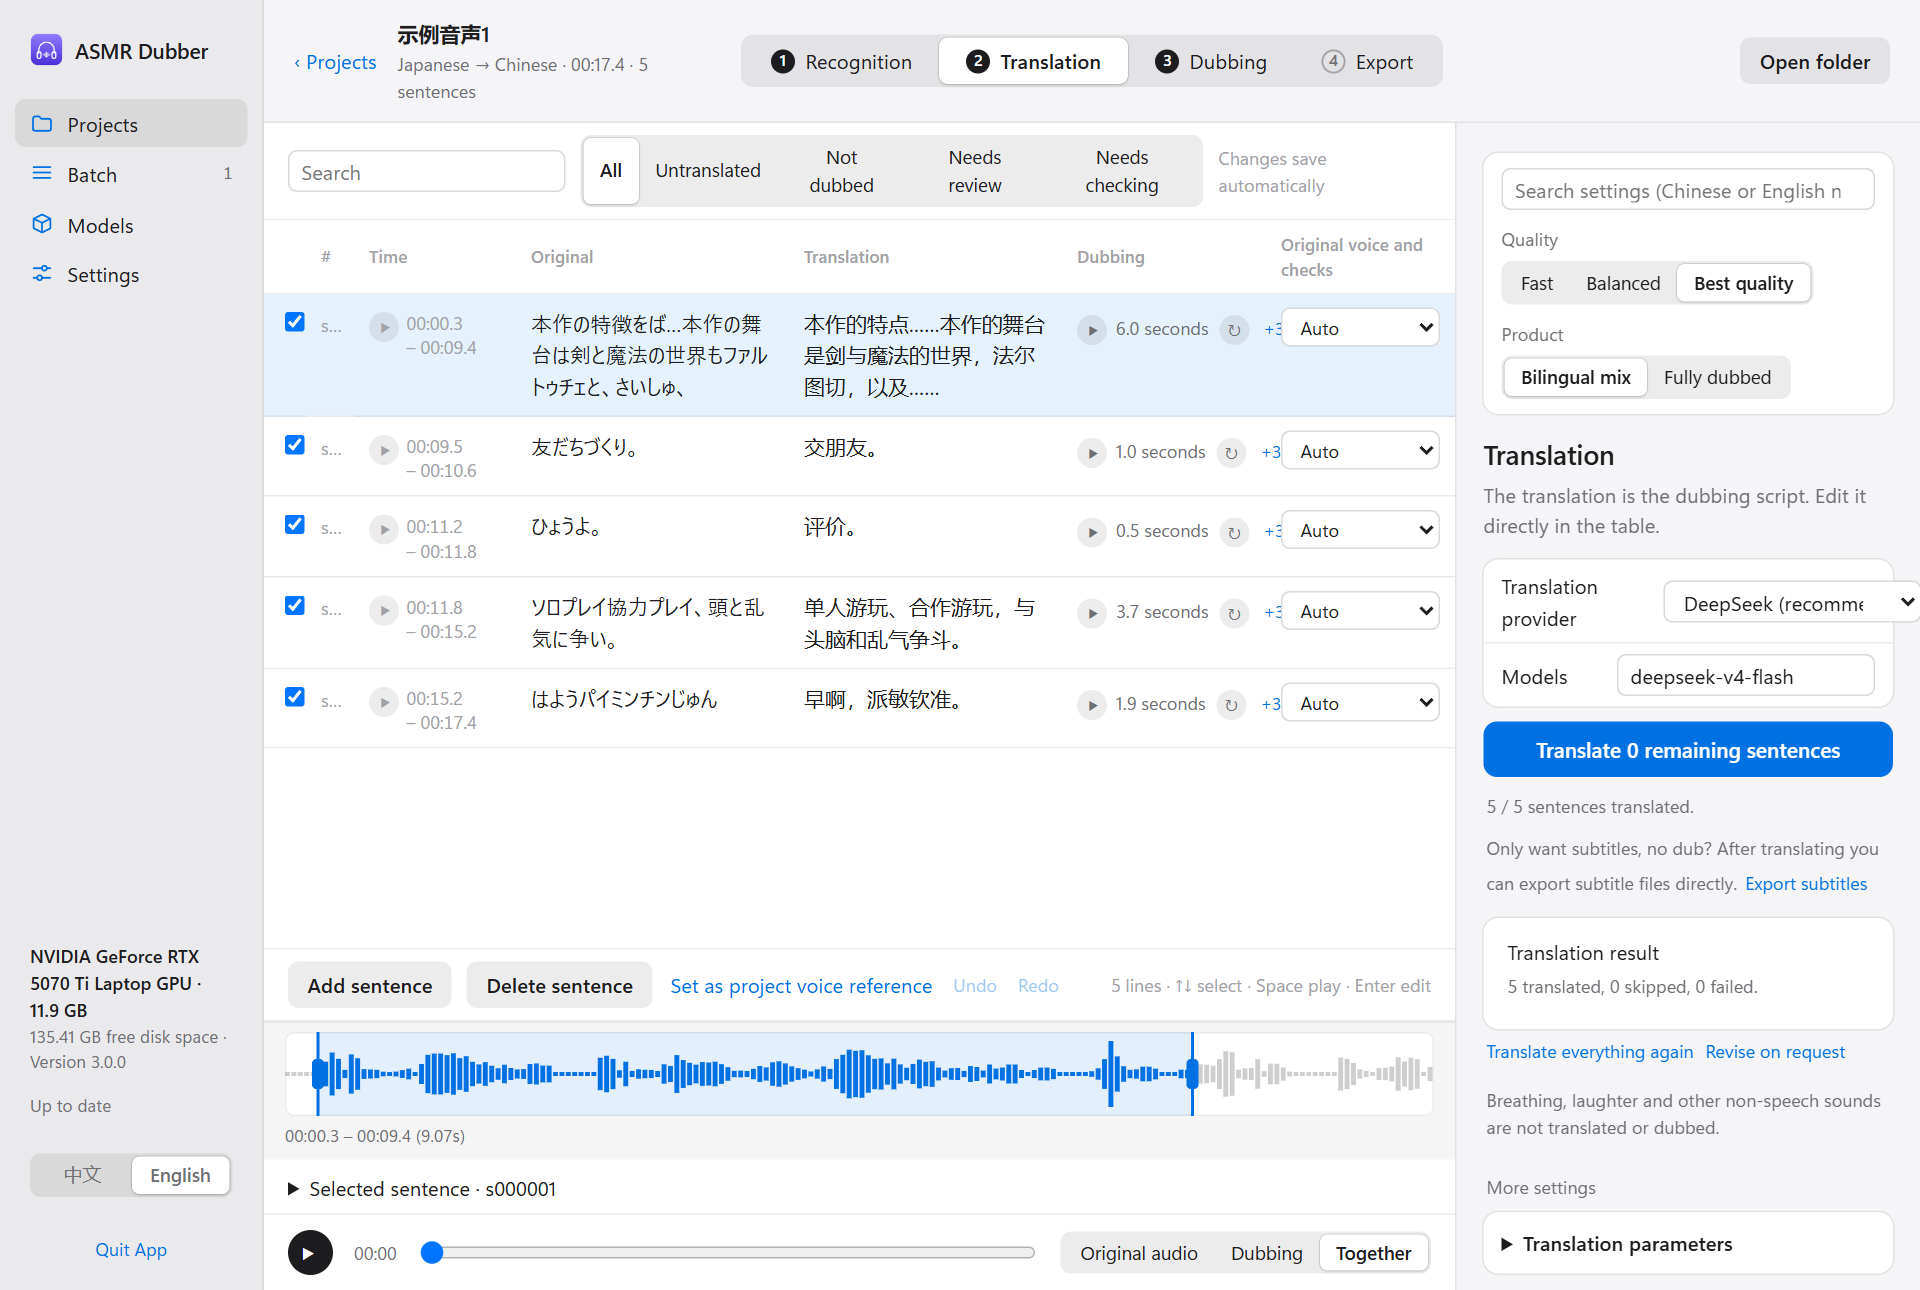 ASMR Dubber
Projects
Batch 1
Models
Settings
NVIDIA GeForce RTX
5070 Ti Laptop GPU ·
11.9 GB
135.41 GB free disk space ·
Version 3.0.0
Up to date
中文 English
Quit App
‹ Projects
示例音声1
Japanese → Chinese · 00:17.4 · 5
sentences
1 Recognition 2 Translation 3 Dubbing 4 Export
Open folder
Search
All Untranslated Not dubbed Needs review Needs checking
Changes save
automatically
# Time Original Translation Dubbing Original voice and checks
s... 00:00.3
– 00:09.4
本作の特徴をば...本作の舞
台は剣と魔法の世界もファル
トゥチェと、さいしゅ、
本作的特点……本作的舞台
是剑与魔法的世界，法尔
图切，以及……
6.0 seconds ↻ +3 Auto
s... 00:09.5
– 00:10.6
友だちづくり。
交朋友。
1.0 seconds ↻ +3 Auto
s... 00:11.2
– 00:11.8
ひょうよ。
评价。
0.5 seconds ↻ +3 Auto
s... 00:11.8
– 00:15.2
ソロプレイ協力プレイ、頭と乱
気に争い。
单人游玩、合作游玩，与
头脑和乱气争斗。
3.7 seconds ↻ +3 Auto
s... 00:15.2
– 00:17.4
はようパイミンチンじゅん
早啊，派敏钦准。
1.9 seconds ↻ +3 Auto
Add sentence Delete sentence Set as project voice reference Undo Redo 5 lines · ↑↓ select · Space play · Enter edit
00:00.3 – 00:09.4 (9.07s)
▶ Selected sentence · s000001
00:00 Original audio Dubbing Together
Search settings (Chinese or English n
Quality
Fast Balanced Best quality
Product
Bilingual mix Fully dubbed
Translation
The translation is the dubbing script. Edit it
directly in the table.
Translation
provider
DeepSeek (recomme
Models deepseek-v4-flash
Translate 0 remaining sentences
5 / 5 sentences translated.
Only want subtitles, no dub? After translating you
can export subtitle files directly. Export subtitles
Translation result
5 translated, 0 skipped, 0 failed.
Translate everything again Revise on request
Breathing, laughter and other non-speech sounds
are not translated or dubbed.
More settings
▶ Translation parameters